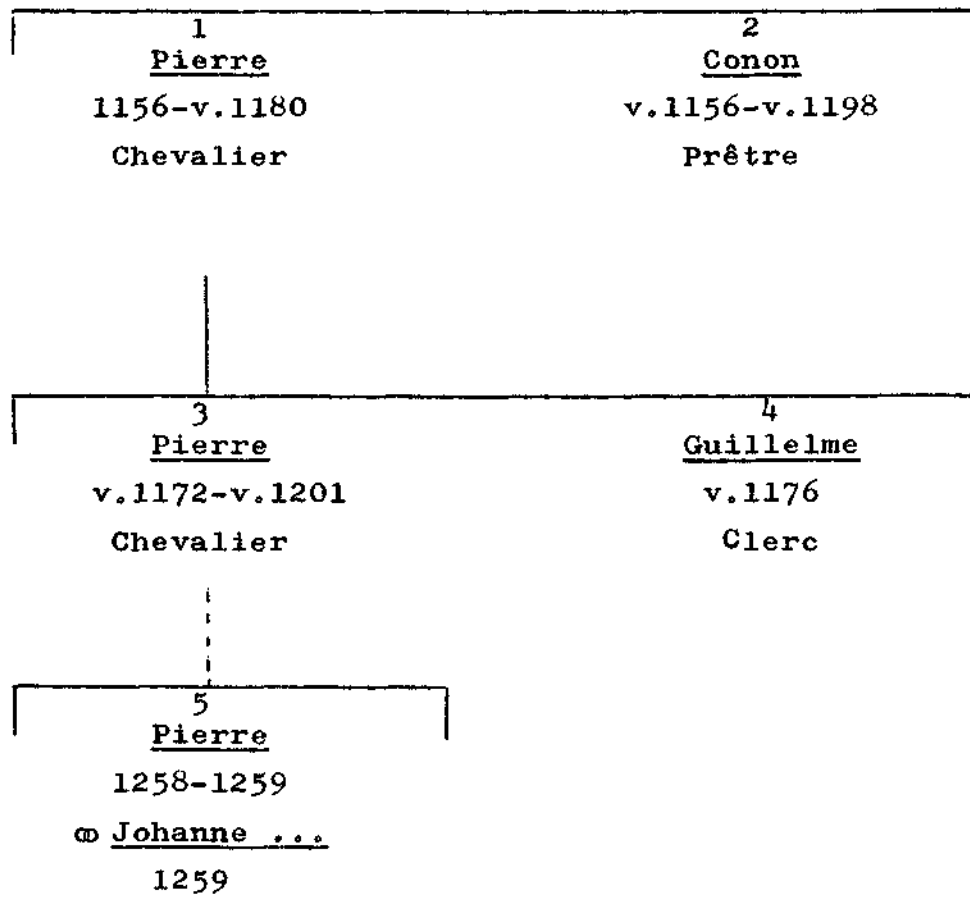 1 2
Pierre Conon
1156-v.1180 v.1156-v.1198
Chevalier Prêtre
3 4
Pierre Guillelme
v.1172-v.1201 v.1176
Chevalier Clerc
5
Pierre
1258-1259
⚭ Johanne ...
1259